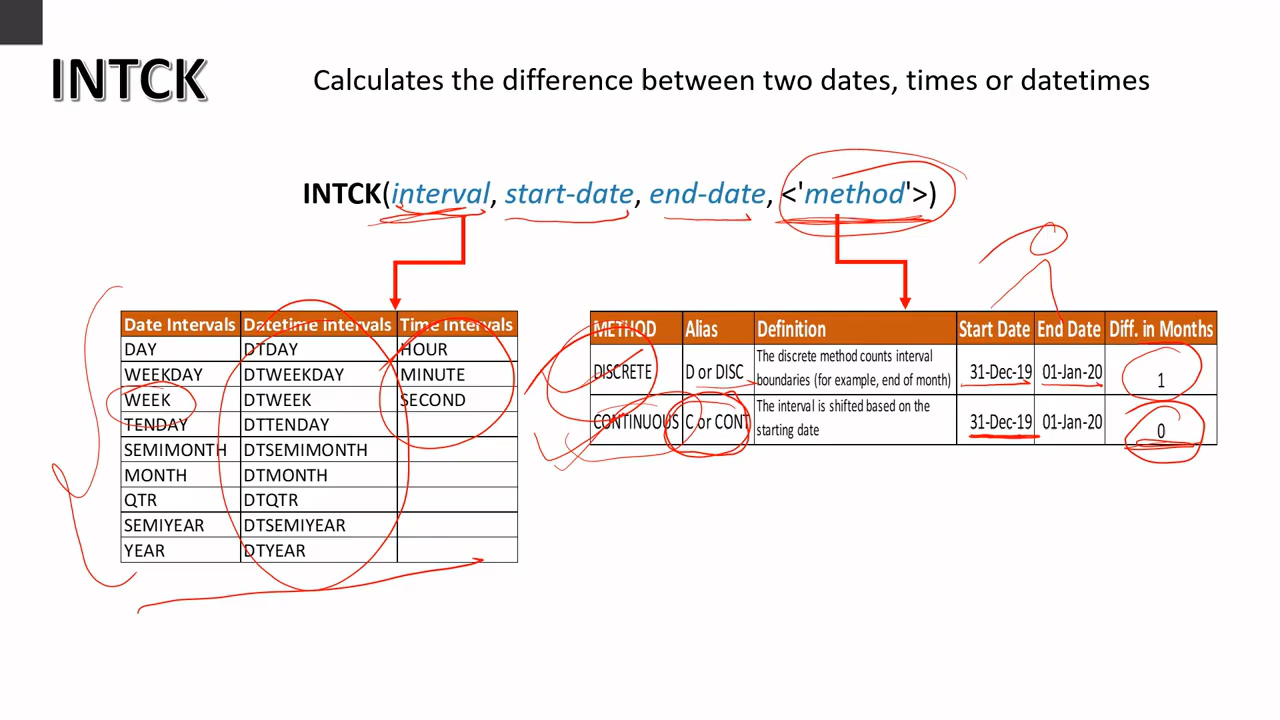 INTCK
Calculates the difference between two dates, times or datetimes
INTCK(interval, start-date, end-date, <'method'>)
Date Intervals Datetime Intervals Time Intervals
DAY DTDAY HOUR
WEEKDAY DTWEEKDAY MINUTE
WEEK DTWEEK SECOND
TENDAY DTTENDAY
SEMIMONTH DTSEMIMONTH
MONTH DTMONTH
QTR DTQTR
SEMIYEAR DTSEMIYEAR
YEAR DTYEAR
METHOD Alias Definition Start Date End Date Diff. in Months
DISCRETE D or DISC The discrete method counts interval
boundaries (for example, end of month) 31-Dec-19 01-Jan-20 1
CONTINUOUS C or CONT The interval is shifted based on the
starting date 31-Dec-19 01-Jan-20 0